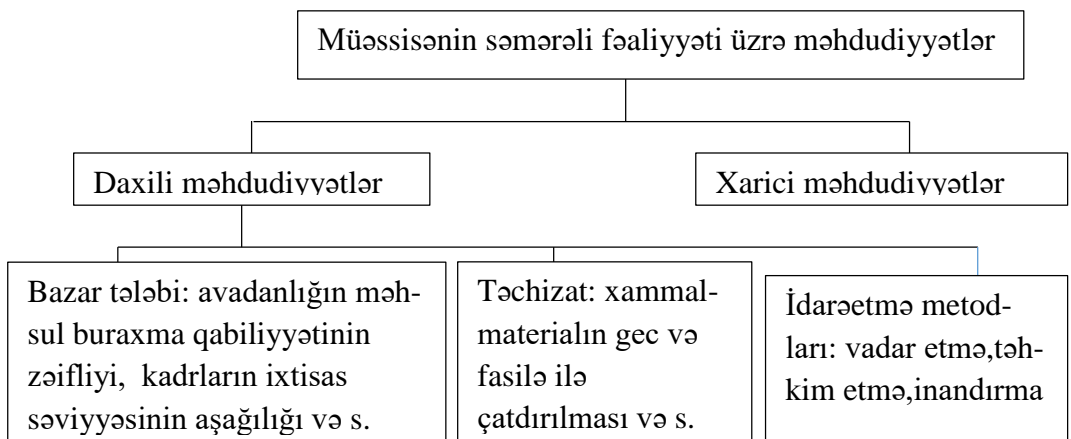 Müəssisənin səmərəli fəaliyyəti üzrə məhdudiyyətlər
Daxili məhdudiyyətlər
Xarici məhdudiyyətlər
Bazar tələbi: avadanlığın məh-
sul buraxma qabiliyyətinin
zəifliyi, kadrların ixtisas
səviyyəsinin aşağılığı və s.
Təchizat: xammal-
materialın gec və
fasilə ilə
çatdırılması və s.
İdarəetmə metod-
ları: vadar etmə,təh-
kim etmə,inandırma